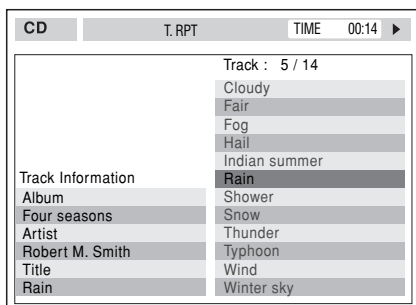 CD T. RPT TIME 00:14
Track : 5 / 14
Cloudy
Fair
Fog
Hail
Indian summer
Rain
Shower
Snow
Thunder
Typhoon
Wind
Winter sky
Track Information
Album
Four seasons
Artist
Robert M. Smith
Title
Rain